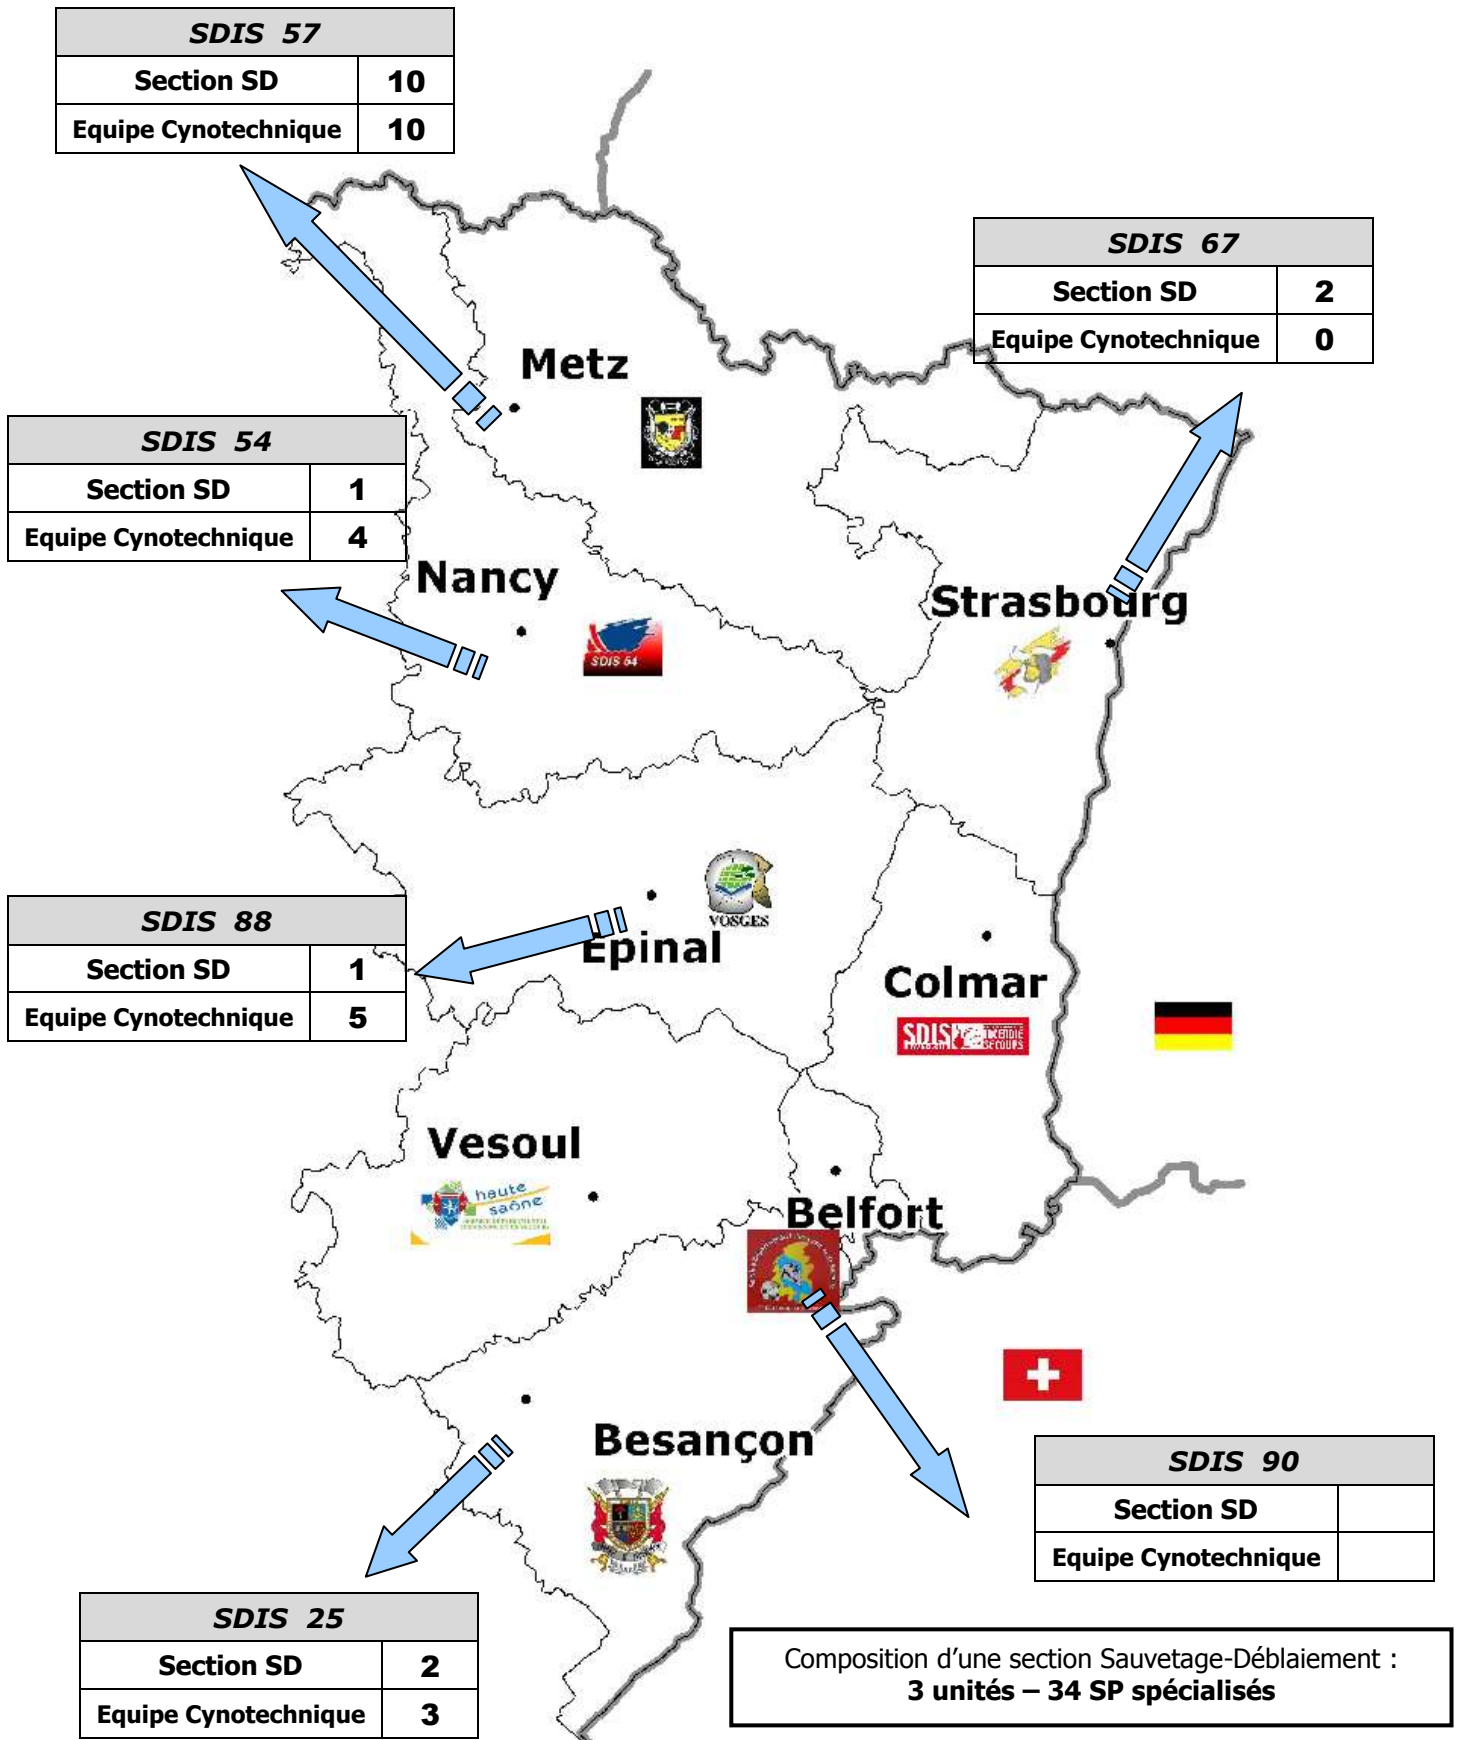 SDIS 57
Section SD 10
Equipe Cynotechnique 10
SDIS 67
Section SD 2
Equipe Cynotechnique 0
Metz
SDIS 54
Section SD 1
Equipe Cynotechnique 4
Nancy
SDIS 54
Strasbourg
VOSGES
SDIS 88
Section SD 1
Equipe Cynotechnique 5
Epinal
Colmar
SDIS
INCENDIE
SECOURS
Vesoul
haute
saône
Belfort
Besançon
SDIS 90
Section SD
Equipe Cynotechnique
SDIS 25
Section SD 2
Equipe Cynotechnique 3
Composition d'une section Sauvetage-Déblaiement :
3 unités – 34 SP spécialisés